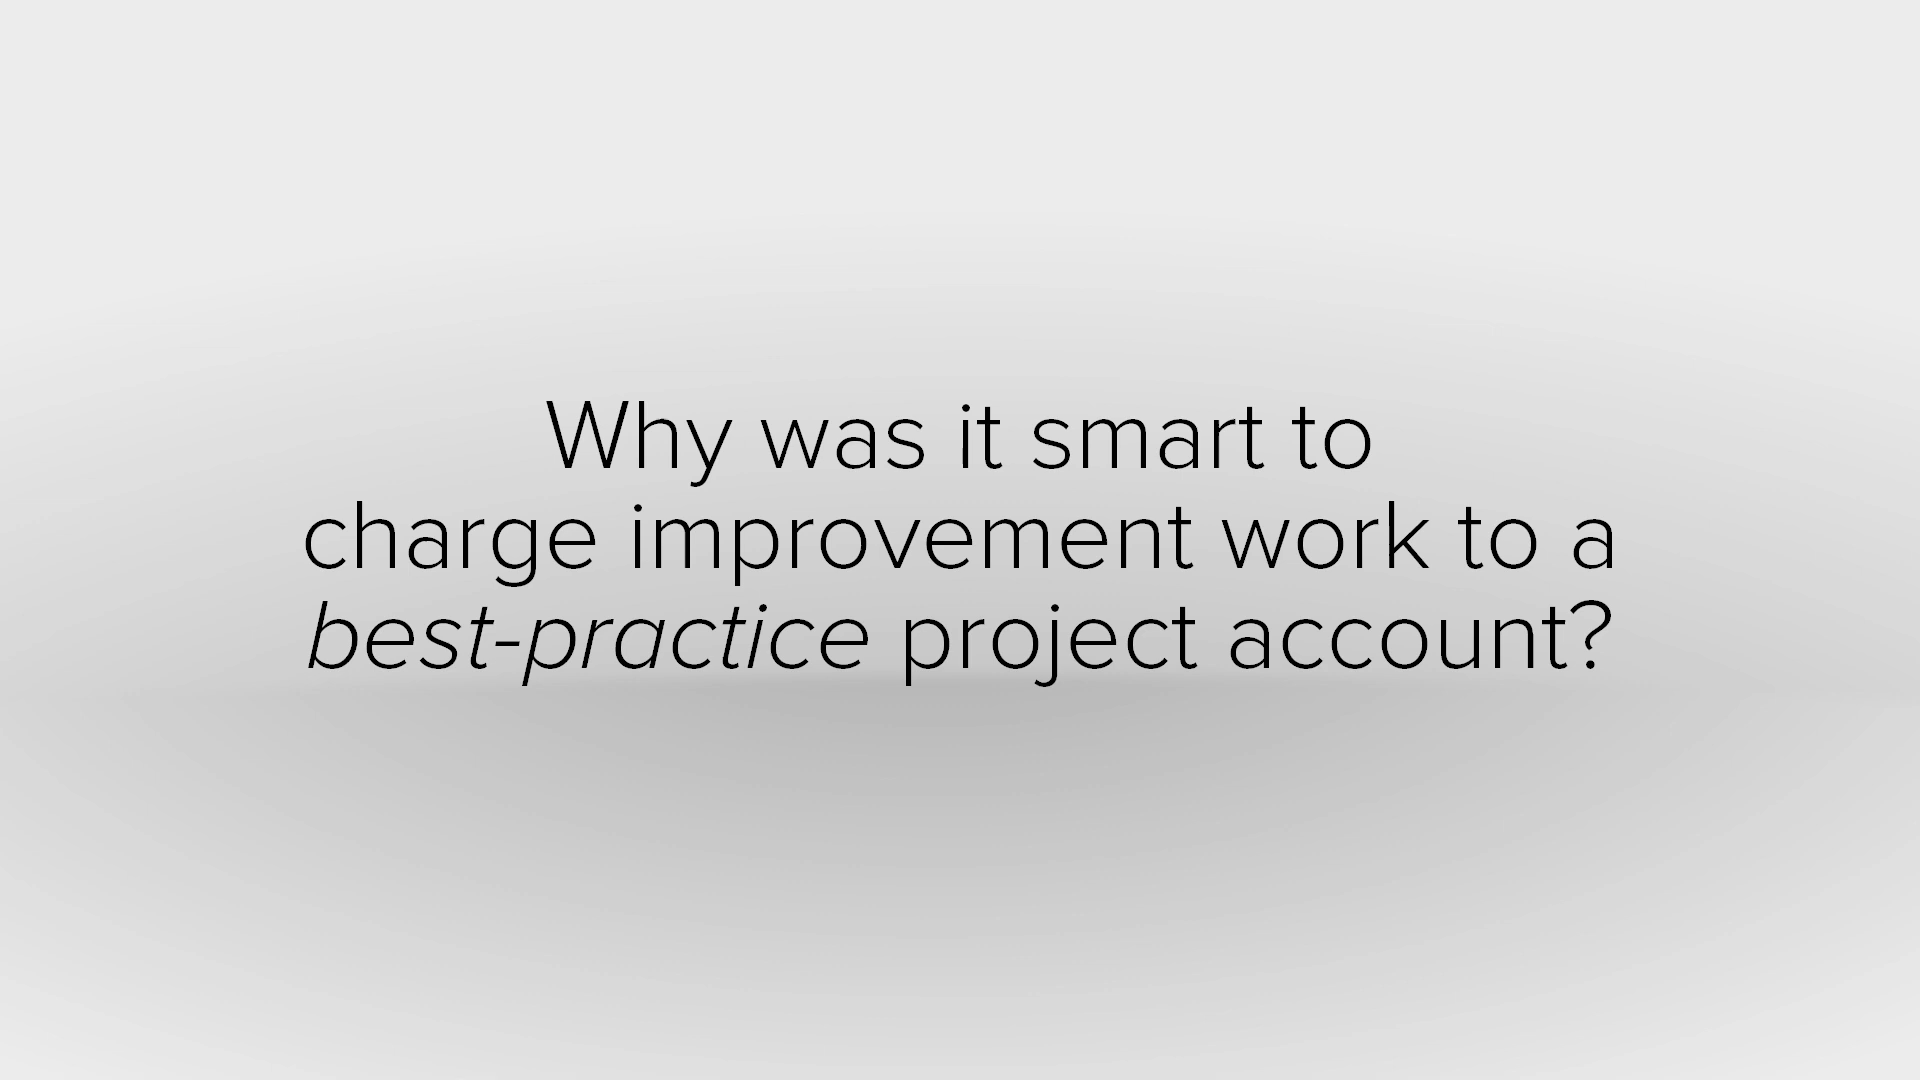 Why was it smart to
charge improvement work to a
best-practice project account?